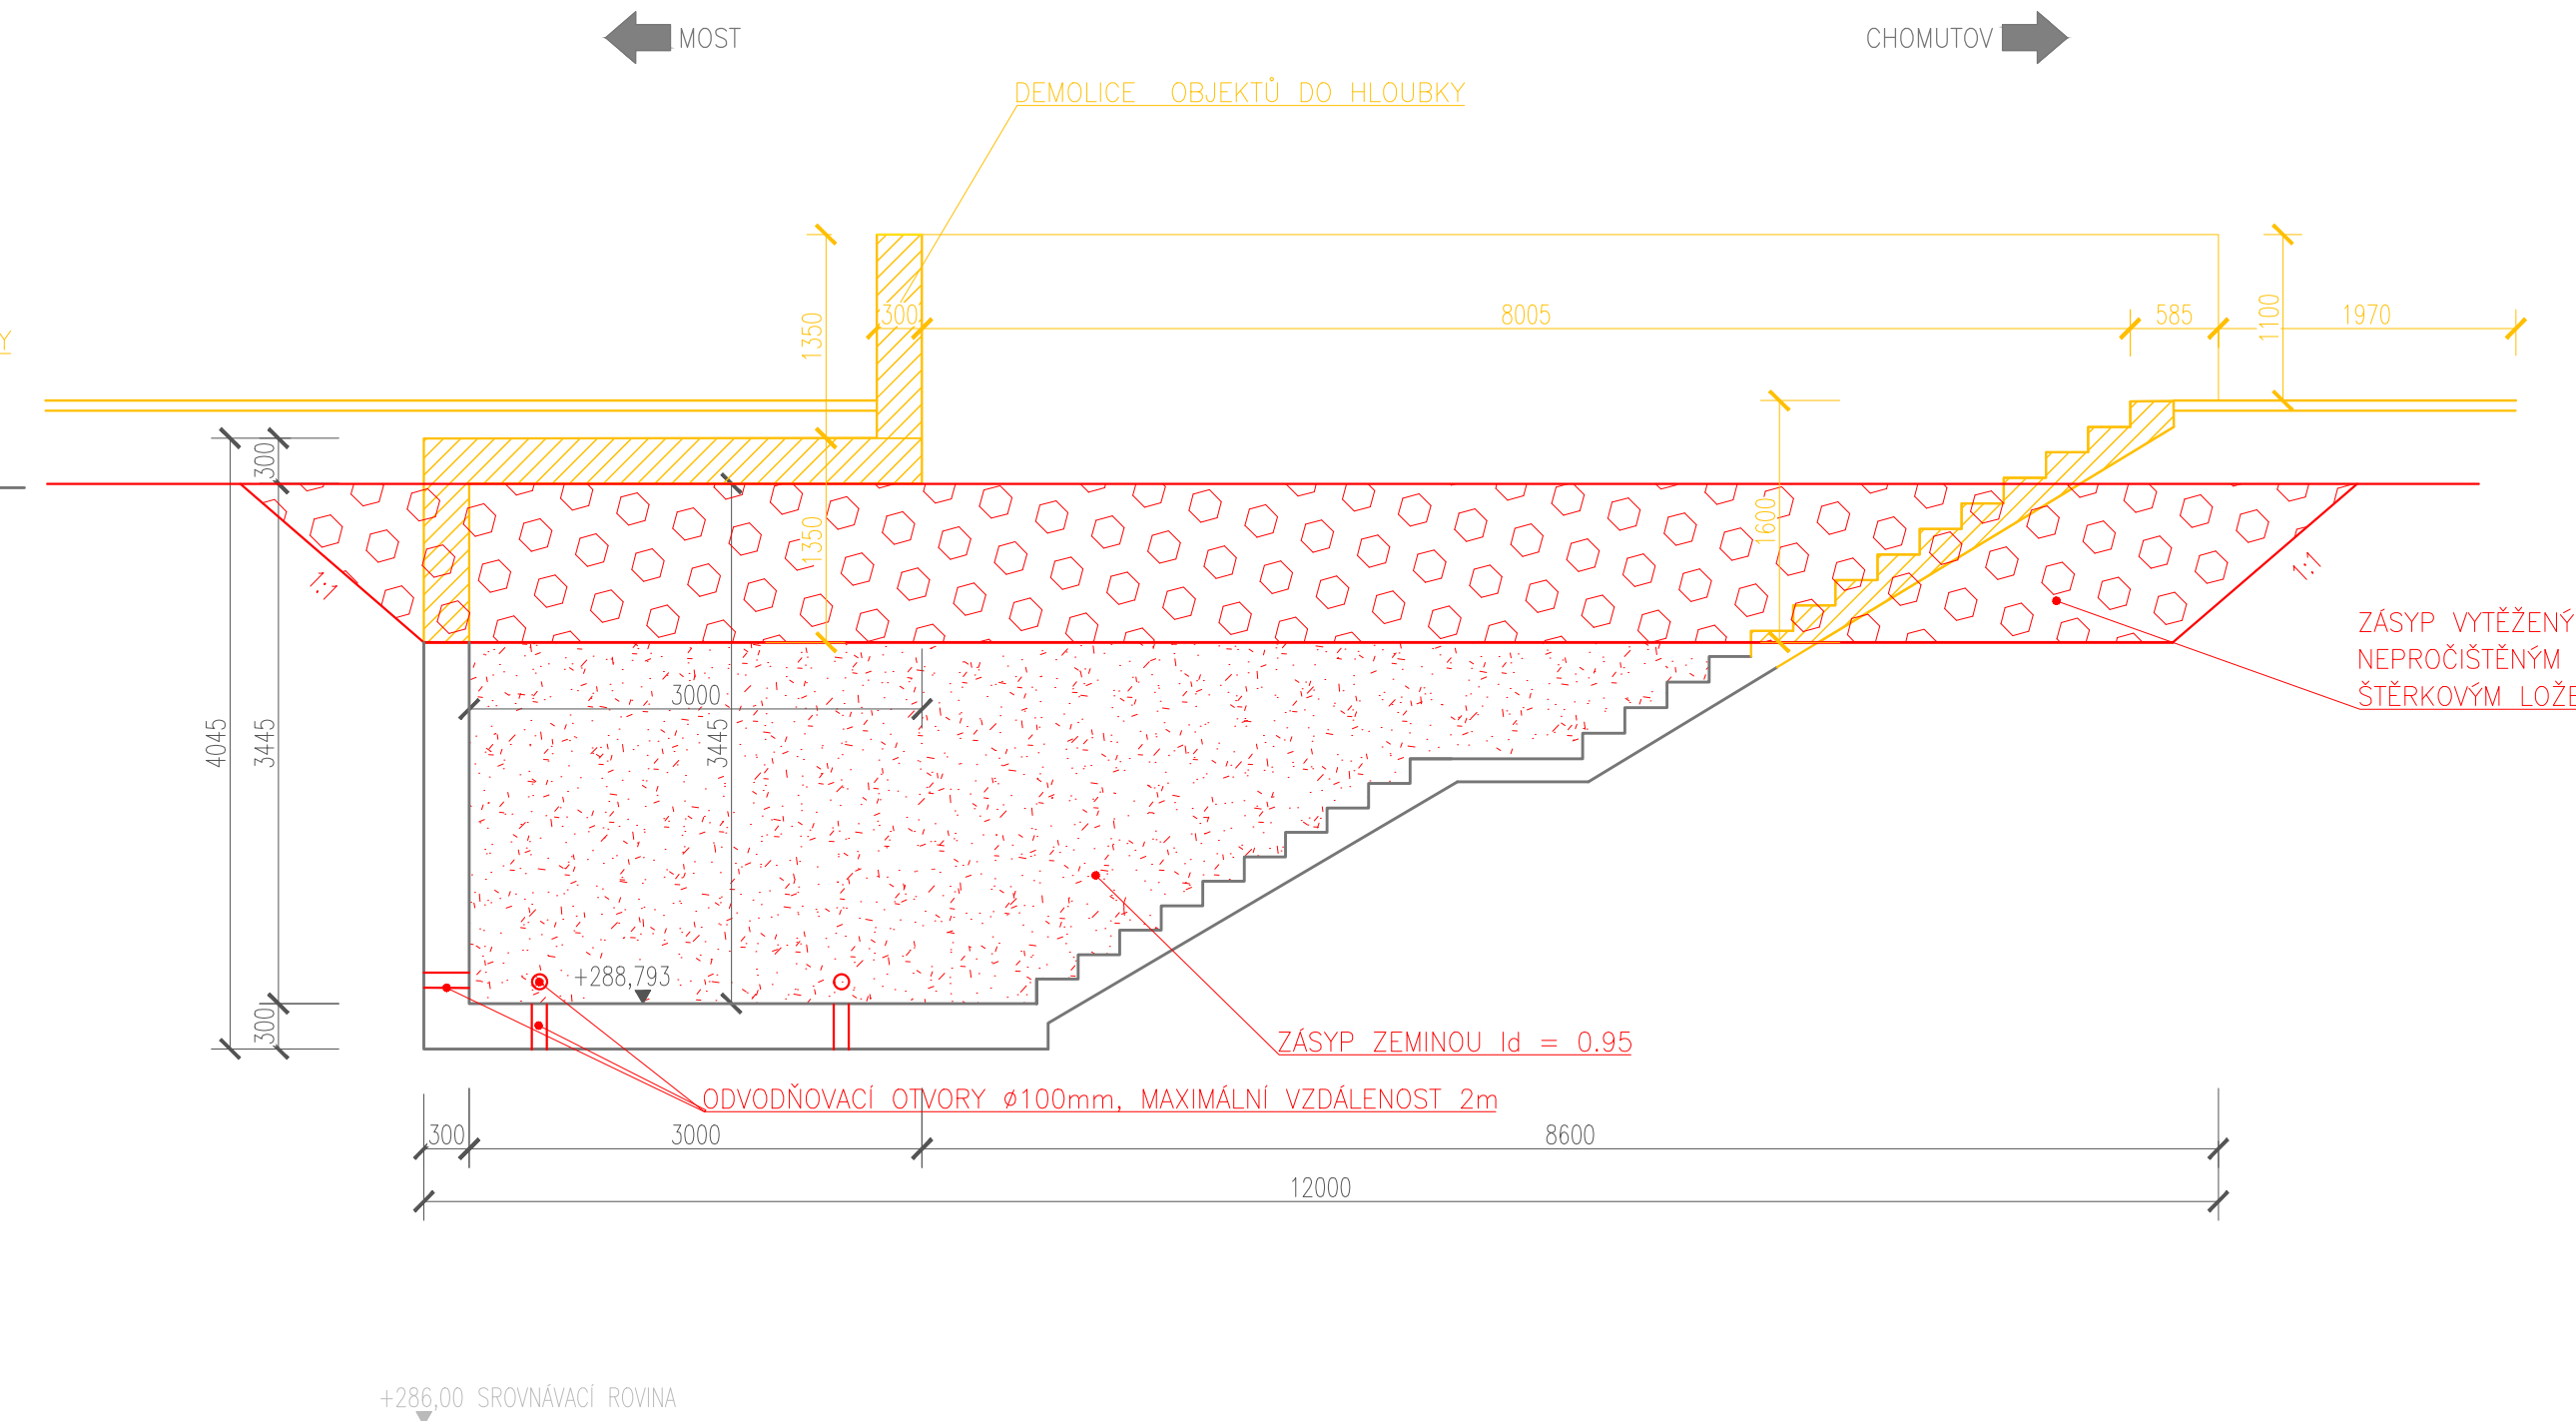 MOST
CHOMUTOV
DEMOLICE OBJEKTŮ DO HLOUBKY
Y
1350
300
8005
585
1100
1970
300
1600
1350
1:1
1:1
ZÁSYP VYTĚŽENÝ
NEPROČIŠTĚNÝM
ŠTĚRKOVÝM LOŽE
3000
4045
3445
3445
+288,793
300
ZÁSYP ZEMINOU Id = 0.95
ODVODŇOVACÍ OTVORY ø100mm, MAXIMÁLNÍ VZDÁLENOST 2m
300
3000
8600
12000
+286,00 SROVNÁVACÍ ROVINA